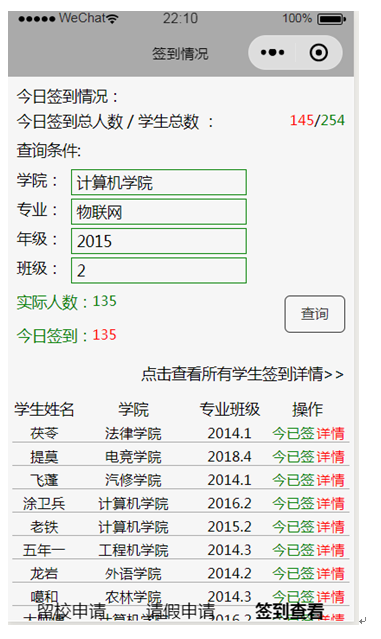 WeChat 22:10 100%
签到情况
今日签到情况：
今日签到总人数 / 学生总数 ： 145/254
查询条件:
学院： 计算机学院
专业： 物联网
年级： 2015
班级： 2
实际人数：135
查询
今日签到：135
点击查看所有学生签到详情>>
学生姓名 学院 专业班级 操作
茯苓 法律学院 2014.1 今已签 详情
提莫 电竞学院 2018.4 今已签 详情
飞蓬 汽修学院 2014.1 今已签 详情
涂卫兵 计算机学院 2016.2 今已签 详情
老铁 计算机学院 2015.2 今已签 详情
五年一 工程机学院 2014.3 今已签 详情
龙岩 外语学院 2014.2 今已签 详情
噁和 农林学院 2014.3 今已签 详情
计算机学院 2016.2 今已签 详情
留校申请 请假申请 签到查看